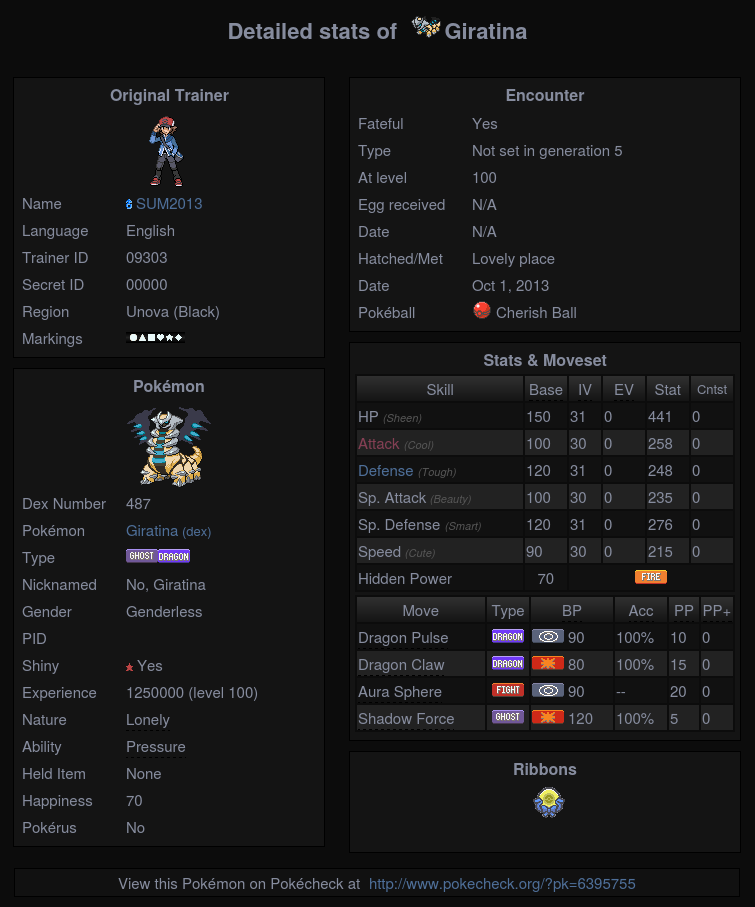 Detailed stats of Giratina
Original Trainer
Name SUM2013
Language English
Trainer ID 09303
Secret ID 00000
Region Unova (Black)
Markings
Pokémon
Dex Number 487
Pokémon Giratina (dex)
Type GHOST DRAGON
Nicknamed No, Giratina
Gender Genderless
PID
Shiny Yes
Experience 1250000 (level 100)
Nature Lonely
Ability Pressure
Held Item None
Happiness 70
Pokérus No
Encounter
Fateful Yes
Type Not set in generation 5
At level 100
Egg received N/A
Date N/A
Hatched/Met Lovely place
Date Oct 1, 2013
Pokéball Cherish Ball
Stats & Moveset
Skill Base IV EV Stat Cntst
HP (Sheen) 150 31 0 441 0
Attack (Cool) 100 30 0 258 0
Defense (Tough) 120 31 0 248 0
Sp. Attack (Beauty) 100 30 0 235 0
Sp. Defense (Smart) 120 31 0 276 0
Speed (Cute) 90 30 0 215 0
Hidden Power 70 FIRE
Move Type BP Acc PP PP+
Dragon Pulse DRAGON 90 100% 10 0
Dragon Claw DRAGON 80 100% 15 0
Aura Sphere FIGHT 90 -- 20 0
Shadow Force GHOST 120 100% 5 0
Ribbons
View this Pokémon on Pokécheck at http://www.pokecheck.org/?pk=6395755